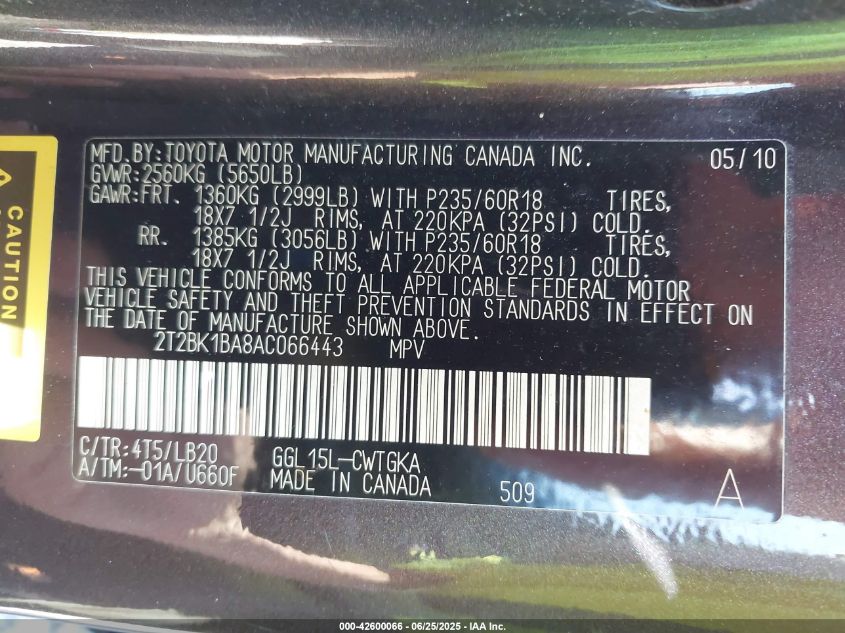 CAUTION
MFD.BY:TOYOTA MOTOR MANUFACTURING CANADA INC. 05/10
GVWR:2560KG (5650LB)
GAWR:FRT. 1360KG (2999LB) WITH P235/60R18 TIRES,
18X7 1/2J RIMS, AT 220KPA (32PSI) COLD.
RR. 1385KG (3056LB) WITH P235/60R18 TIRES,
18X7 1/2J RIMS, AT 220KPA (32PSI) COLD.
THIS VEHICLE CONFORMS TO ALL APPLICABLE FEDERAL MOTOR
VEHICLE SAFETY AND THEFT PREVENTION STANDARDS IN EFFECT ON
THE DATE OF MANUFACTURE SHOWN ABOVE.
2T2BK1BA8AC066443 MPV
C/TR:4T5/LB20 GGL15L-CWTGKA
A/TM:-01A/U660F MADE IN CANADA 509 A
000-42600066 - 06/25/2025 - IAA Inc.